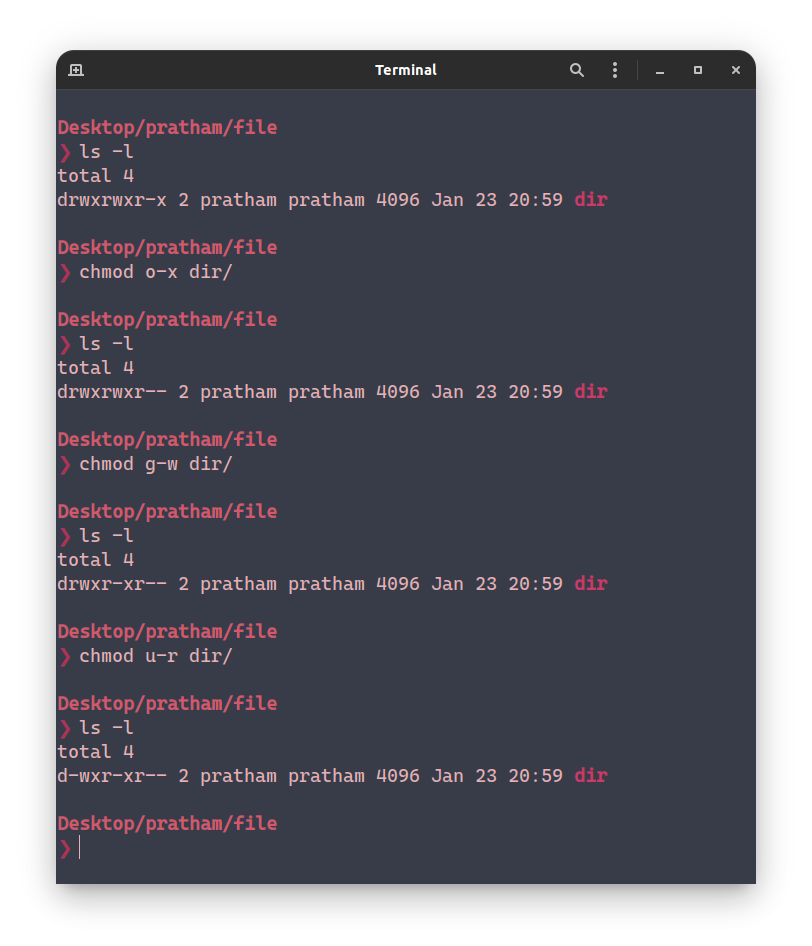 Terminal
Desktop/pratham/file
❯ ls -l
total 4
drwxrwxr-x 2 pratham pratham 4096 Jan 23 20:59 dir
Desktop/pratham/file
❯ chmod o-x dir/
Desktop/pratham/file
❯ ls -l
total 4
drwxrwxr-- 2 pratham pratham 4096 Jan 23 20:59 dir
Desktop/pratham/file
❯ chmod g-w dir/
Desktop/pratham/file
❯ ls -l
total 4
drwxr-xr-- 2 pratham pratham 4096 Jan 23 20:59 dir
Desktop/pratham/file
❯ chmod u-r dir/
Desktop/pratham/file
❯ ls -l
total 4
d-wxr-xr-- 2 pratham pratham 4096 Jan 23 20:59 dir
Desktop/pratham/file
❯